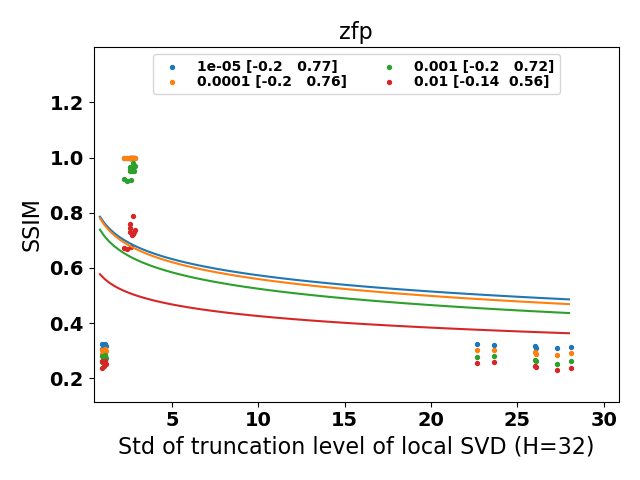 zfp
1e-05 [-0.2   0.77]
0.0001 [-0.2   0.76]
0.001 [-0.2   0.72]
0.01 [-0.14  0.56]
1.2
1.0
0.8
0.6
0.4
0.2
SSIM
5 10 15 20 25 30
Std of truncation level of local SVD (H=32)